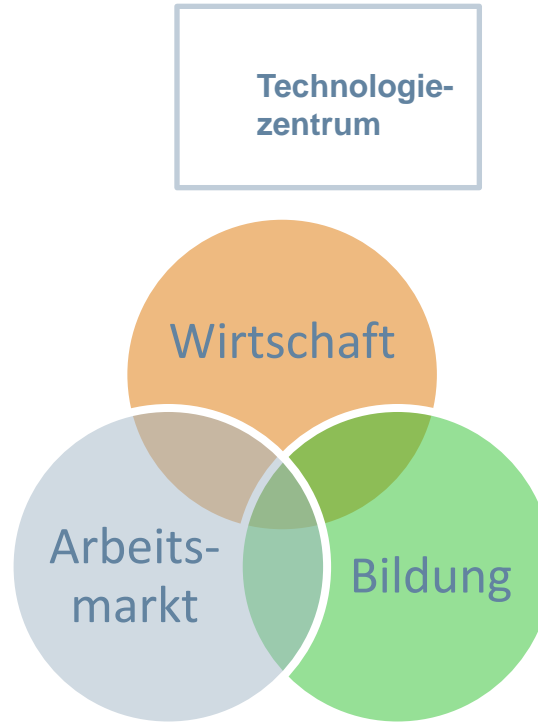 Technologie-
zentrum
Wirtschaft
Arbeits-
markt
Bildung